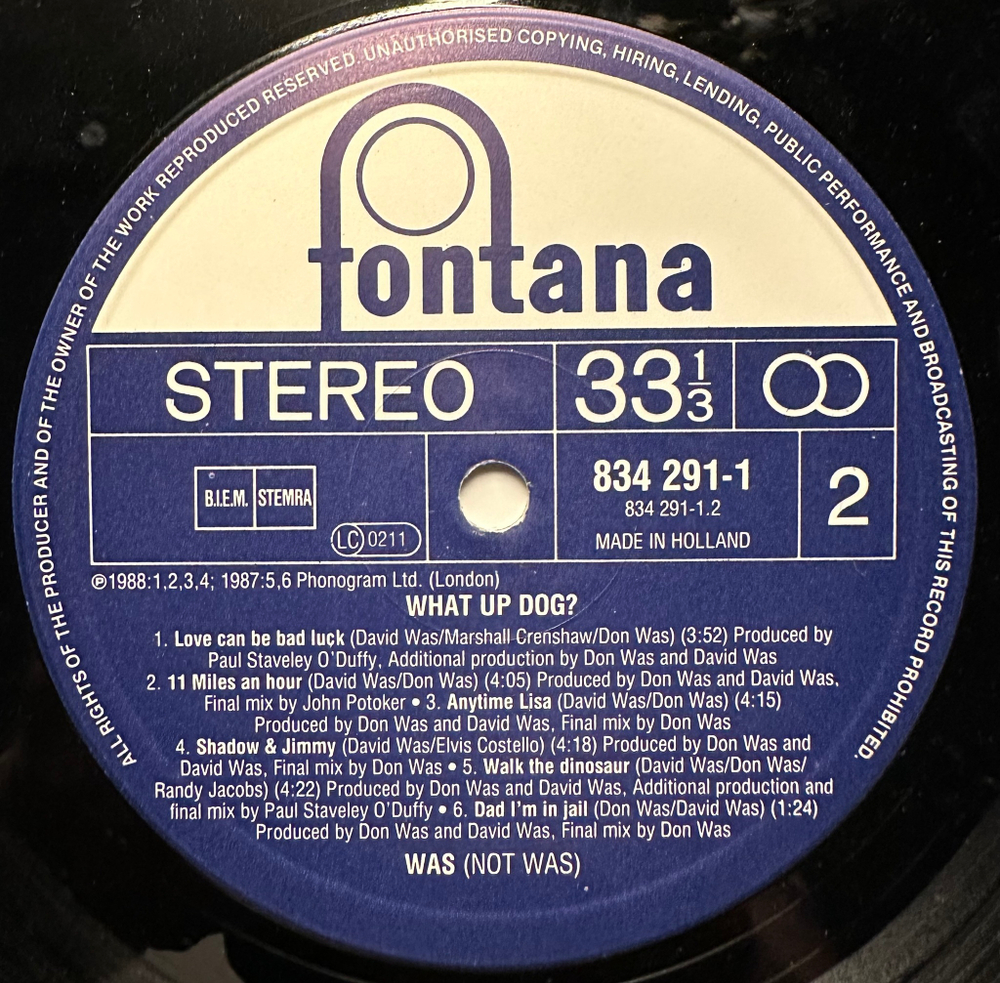 ALL RIGHTS OF THE PRODUCER AND OF THE OWNER OF THE WORK REPRODUCED RESERVED. UNAUTHORISED COPYING, HIRING, LENDING, PUBLIC PERFORMANCE AND BROADCASTING OF THIS RECORD PROHIBITED.
fontana
STEREO
33 1/3
B.I.E.M. STEMRA
LC 0211
834 291-1
834 291-1.2
MADE IN HOLLAND
2
℗1988:1,2,3,4; 1987:5,6 Phonogram Ltd. (London)
WHAT UP DOG?
1. Love can be bad luck (David Was/Marshall Crenshaw/Don Was) (3:52) Produced by
Paul Staveley O'Duffy, Additional production by Don Was and David Was
2. 11 Miles an hour (David Was/Don Was) (4:05) Produced by Don Was and David Was,
Final mix by John Potoker • 3. Anytime Lisa (David Was/Don Was) (4:15)
Produced by Don Was and David Was, Final mix by Don Was
4. Shadow & Jimmy (David Was/Elvis Costello) (4:18) Produced by Don Was and
David Was, Final mix by Don Was • 5. Walk the dinosaur (David Was/Don Was/
Randy Jacobs) (4:22) Produced by Don Was and David Was, Additional production and
final mix by Paul Staveley O'Duffy • 6. Dad I'm in jail (Don Was/David Was) (1:24)
Produced by Don Was and David Was, Final mix by Don Was
WAS (NOT WAS)